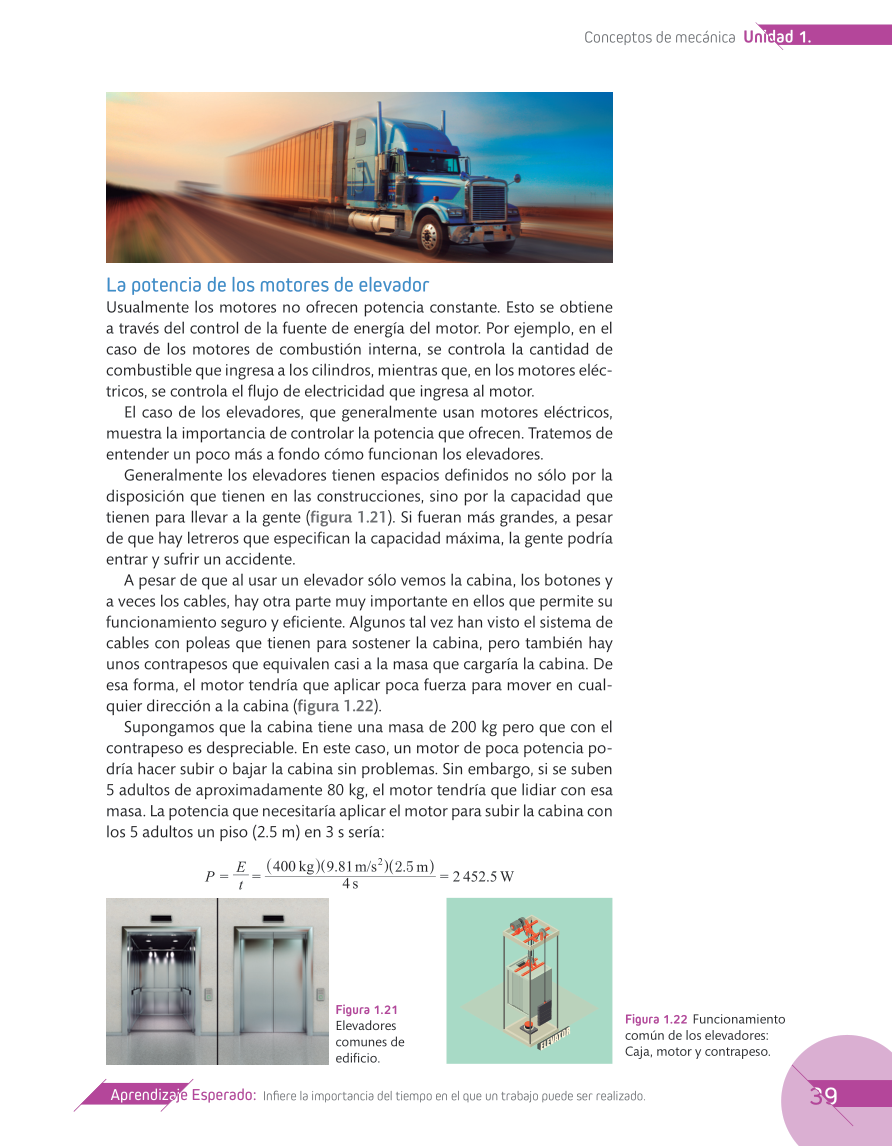 Conceptos de mecánica Unidad 1.
La potencia de los motores de elevador
Usualmente los motores no ofrecen potencia constante. Esto se obtiene
a través del control de la fuente de energía del motor. Por ejemplo, en el
caso de los motores de combustión interna, se controla la cantidad de
combustible que ingresa a los cilindros, mientras que, en los motores eléc-
tricos, se controla el flujo de electricidad que ingresa al motor.
El caso de los elevadores, que generalmente usan motores eléctricos,
muestra la importancia de controlar la potencia que ofrecen. Tratemos de
entender un poco más a fondo cómo funcionan los elevadores.
Generalmente los elevadores tienen espacios definidos no sólo por la
disposición que tienen en las construcciones, sino por la capacidad que
tienen para llevar a la gente (figura 1.21). Si fueran más grandes, a pesar
de que hay letreros que especifican la capacidad máxima, la gente podría
entrar y sufrir un accidente.
A pesar de que al usar un elevador sólo vemos la cabina, los botones y
a veces los cables, hay otra parte muy importante en ellos que permite su
funcionamiento seguro y eficiente. Algunos tal vez han visto el sistema de
cables con poleas que tienen para sostener la cabina, pero también hay
unos contrapesos que equivalen casi a la masa que cargaría la cabina. De
esa forma, el motor tendría que aplicar poca fuerza para mover en cual-
quier dirección a la cabina (figura 1.22).
Supongamos que la cabina tiene una masa de 200 kg pero que con el
contrapeso es despreciable. En este caso, un motor de poca potencia po-
dría hacer subir o bajar la cabina sin problemas. Sin embargo, si se suben
5 adultos de aproximadamente 80 kg, el motor tendría que lidiar con esa
masa. La potencia que necesitaría aplicar el motor para subir la cabina con
los 5 adultos un piso (2.5 m) en 3 s sería:
P = E/t = (400 kg)(9.81 m/s²)(2.5 m)/4 s = 2 452.5 W
Figura 1.21
Elevadores
comunes de
edificio.
ELEVATOR
Figura 1.22 Funcionamiento
común de los elevadores:
Caja, motor y contrapeso.
Aprendizaje Esperado: Infiere la importancia del tiempo en el que un trabajo puede ser realizado.
39